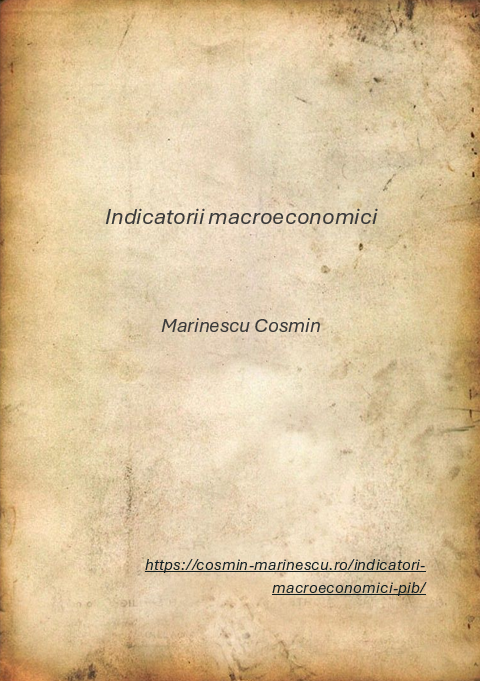 Indicatorii macroeconomici
Marinescu Cosmin
https://cosmin-marinescu.ro/indicatori-
macroeconomici-pib/